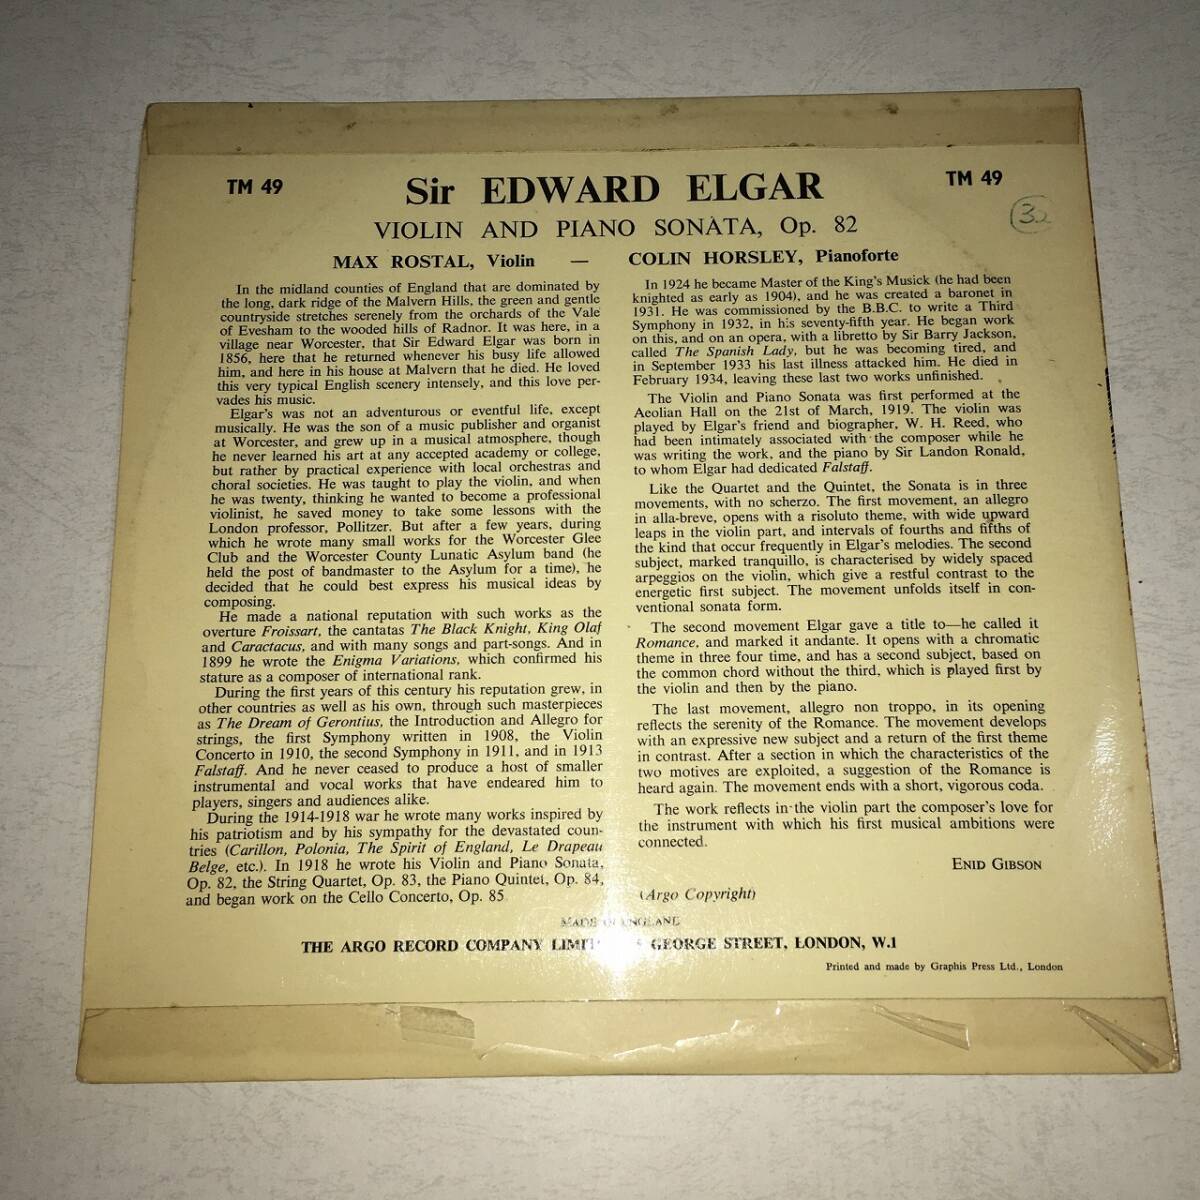 TM 49
Sir EDWARD ELGAR
TM 49
32
VIOLIN AND PIANO SONATA, Op. 82
MAX ROSTAL, Violin — COLIN HORSLEY, Pianoforte
In the midland counties of England that are dominated by
the long, dark ridge of the Malvern Hills, the green and gentle
countryside stretches serenely from the orchards of the Vale
of Evesham to the wooded hills of Radnor. It was here, in a
village near Worcester, that Sir Edward Elgar was born in
1856, here that he returned whenever his busy life allowed
him, and here in his house at Malvern that he died. He loved
this very typical English scenery intensely, and this love per-
vades his music.
Elgar's was not an adventurous or eventful life, except
musically. He was the son of a music publisher and organist
at Worcester, and grew up in a musical atmosphere, though
he never learned his art at any accepted academy or college,
but rather by practical experience with local orchestras and
choral societies. He was taught to play the violin, and when
he was twenty, thinking he wanted to become a professional
violinist, he saved money to take some lessons with the
London professor, Pollitzer. But after a few years, during
which he wrote many small works for the Worcester Glee
Club and the Worcester County Lunatic Asylum band (he
held the post of bandmaster to the Asylum for a time), he
decided that he could best express his musical ideas by
composing.
He made a national reputation with such works as the
overture Froissart, the cantatas The Black Knight, King Olaf
and Caractacus, and with many songs and part-songs. And in
1899 he wrote the Enigma Variations, which confirmed his
stature as a composer of international rank.
During the first years of this century his reputation grew, in
other countries as well as his own, through such masterpieces
as The Dream of Gerontius, the Introduction and Allegro for
strings, the first Symphony written in 1908, the Violin
Concerto in 1910, the second Symphony in 1911, and in 1913
Falstaff. And he never ceased to produce a host of smaller
instrumental and vocal works that have endeared him to
players, singers and audiences alike.
During the 1914-1918 war he wrote many works inspired by
his patriotism and by his sympathy for the devastated coun-
tries (Carillon, Polonia, The Spirit of England, Le Drapeau
Belge, etc.). In 1918 he wrote his Violin and Piano Sonata,
Op. 82, the String Quartet, Op. 83, the Piano Quintet, Op. 84,
and began work on the Cello Concerto, Op. 85
In 1924 he became Master of the King's Musick (he had been
knighted as early as 1904), and he was created a baronet in
1931. He was commissioned by the B.B.C. to write a Third
Symphony in 1932, in his seventy-fifth year. He began work
on this, and on an opera, with a libretto by Sir Barry Jackson,
called The Spanish Lady, but he was becoming tired, and
in September 1933 his last illness attacked him. He died in
February 1934, leaving these last two works unfinished.
The Violin and Piano Sonata was first performed at the
Aeolian Hall on the 21st of March, 1919. The violin was
played by Elgar's friend and biographer, W. H. Reed, who
had been intimately associated with the composer while he
was writing the work, and the piano by Sir Landon Ronald,
to whom Elgar had dedicated Falstaff.
Like the Quartet and the Quintet, the Sonata is in three
movements, with no scherzo. The first movement, an allegro
in alla-breve, opens with a risoluto theme, with wide upward
leaps in the violin part, and intervals of fourths and fifths of
the kind that occur frequently in Elgar's melodies. The second
subject, marked tranquillo, is characterised by widely spaced
arpeggios on the violin, which give a restful contrast to the
energetic first subject. The movement unfolds itself in con-
ventional sonata form.
The second movement Elgar gave a title to—he called it
Romance, and marked it andante. It opens with a chromatic
theme in three four time, and has a second subject, based on
the common chord without the third, which is played first by
the violin and then by the piano.
The last movement, allegro non troppo, in its opening
reflects the serenity of the Romance. The movement develops
with an expressive new subject and a return of the first theme
in contrast. After a section in which the characteristics of the
two motives are exploited, a suggestion of the Romance is
heard again. The movement ends with a short, vigorous coda.
The work reflects in the violin part the composer's love for
the instrument with which his first musical ambitions were
connected.
ENID GIBSON
(Argo Copyright)
MADE ENGLAND
THE ARGO RECORD COMPANY GEORGE STREET, LONDON, W.1
Printed and made by Graphis Press Ltd., London